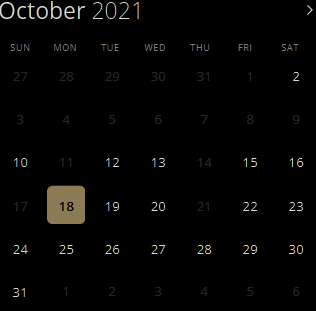 October 2021 >
SUN MON TUE WED THU FRI SAT
27 28 29 30 31 1 2
3 4 5 6 7 8 9
10 11 12 13 14 15 16
17 18 19 20 21 22 23
24 25 26 27 28 29 30
31 1 2 3 4 5 6